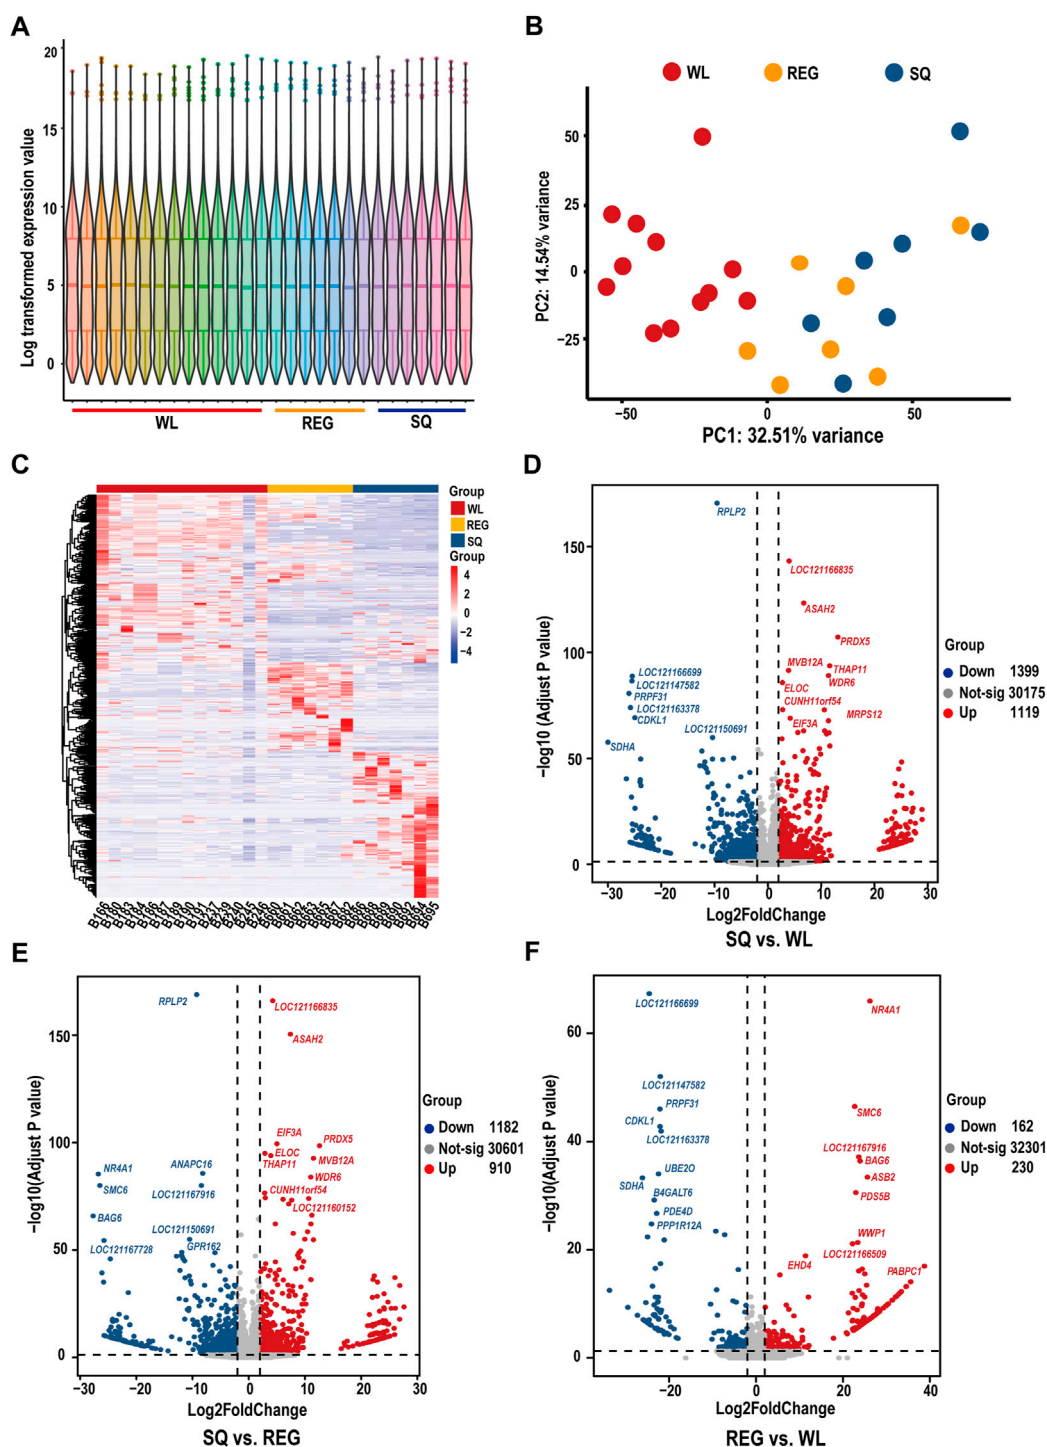 A
Log transformed expression value
20
15
10
5
0
WL
REG
SQ
B
WL
REG
SQ
PC2: 14.54% variance
50
25
0
−25
−50
0
50
PC1: 32.51% variance
C
Group
WL
REG
SQ
Group
4
2
0
−2
−4
B166
D
−log10 (Adjust P value)
150
100
50
0
RPLP2
LOC121166835
ASAH2
PRDX5
MVB12A
THAP11
WDR6
ELOC
CUNH11orf54
MRPS12
EIF3A
LOC121166699
LOC121147582
PRPF31
LOC121163378
CDKL1
LOC121150691
SDHA
−30
−20
−10
0
10
20
30
Log2FoldChange
SQ vs. WL
Group
Down 1399
Not-sig 30175
Up 1119
E
−log10(Adjust P value)
150
100
50
0
RPLP2
LOC121166835
ASAH2
EIF3A
PRDX5
ELOC
THAP11
MVB12A
WDR6
CUNH11orf54
LOC121160152
NR4A1
ANAPC16
SMC6
LOC121167916
BAG6
LOC121150691
LOC121167728
GPR162
−30
−20
−10
0
10
20
30
Log2FoldChange
SQ vs. REG
Group
Down 1182
Not-sig 30601
Up 910
F
−log10(Adjust P value)
60
40
20
0
LOC121166699
NR4A1
LOC121147582
PRPF31
CDKL1
LOC121163378
SMC6
LOC121167916
BAG6
UBE2O
SDHA
ASB2
B4GALT6
PDS5B
PDE4D
PPP1R12A
WWP1
LOC121166509
EHD4
PABPC1
−20
0
20
40
Log2FoldChange
REG vs. WL
Group
Down 162
Not-sig 32301
Up 230